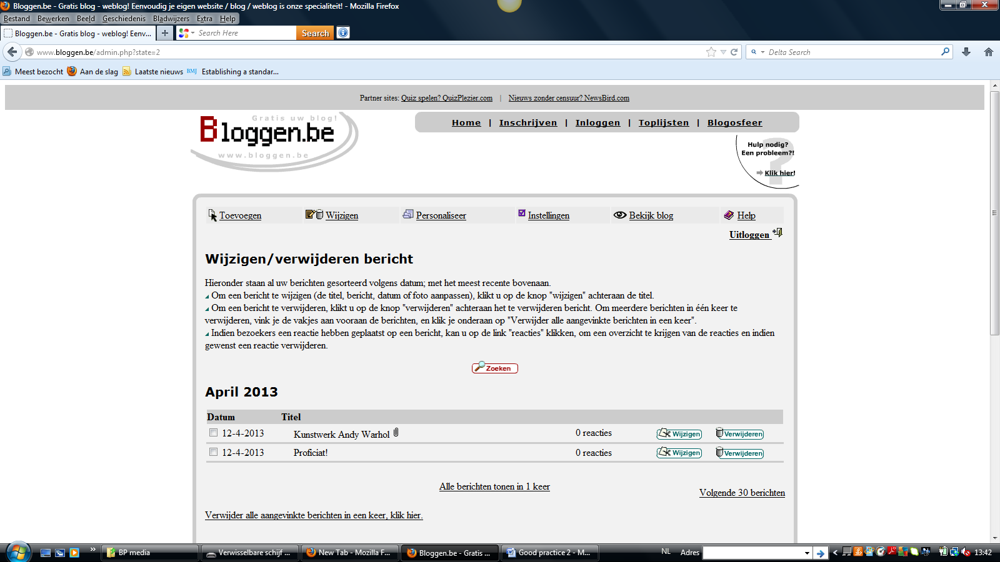 Bloggen.be - Gratis blog - weblog! Eenvoudig je eigen website / blog / weblog is onze specialiteit! - Mozilla Firefox
Bestand Bewerken Beeld Geschiedenis Bladwijzers Extra Help
Bloggen.be - Gratis blog - weblog! Eenv... + Search Here Search
www.bloggen.be/admin.php?state=2 Delta Search
Meest bezocht Aan de slag Laatste nieuws BMJ Establishing a standar...
Partner sites: Quiz spelen? QuizPlezier.com | Nieuws zonder censuur? NewsBird.com
Gratis uw blog!
Bloggen.be
www.bloggen.be
Home | Inschrijven | Inloggen | Toplijsten | Blogosfeer
Hulp nodig?
Een probleem?!
Klik hier!
Toevoegen Wijzigen Personaliseer Instellingen Bekijk blog Help
Uitloggen
Wijzigen/verwijderen bericht
Hieronder staan al uw berichten gesorteerd volgens datum; met het meest recente bovenaan.
Om een bericht te wijzigen (de titel, bericht, datum of foto aanpassen), klikt u op de knop "wijzigen" achteraan de titel.
Om een bericht te verwijderen, klikt u op de knop "verwijderen" achteraan het te verwijderen bericht. Om meerdere berichten in één keer te
verwijderen, vink je de vakjes aan vooraan de berichten, en klik je onderaan op "Verwijder alle aangevinkte berichten in een keer".
Indien bezoekers een reactie hebben geplaatst op een bericht, kan u op de link "reacties" klikken, om een overzicht te krijgen van de reacties en indien
gewenst een reactie verwijderen.
Zoeken
April 2013
Datum Titel
12-4-2013 Kunstwerk Andy Warhol 0 reacties Wijzigen Verwijderen
12-4-2013 Proficiat! 0 reacties Wijzigen Verwijderen
Alle berichten tonen in 1 keer
Volgende 30 berichten
Verwijder alle aangevinkte berichten in een keer, klik hier.
BP media Verwisselbare schijf ... New Tab - Mozilla F... Bloggen.be - Gratis ... Good practice 2 - M... NL Adres 13:42